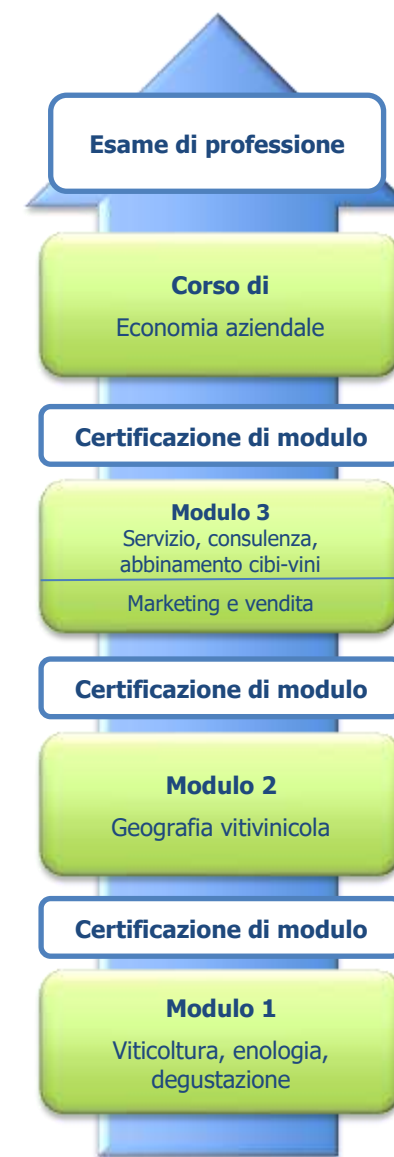 Esame di professione
Corso di
Economia aziendale
Certificazione di modulo
Modulo 3
Servizio, consulenza,
abbinamento cibi-vini
Marketing e vendita
Certificazione di modulo
Modulo 2
Geografia vitivinicola
Certificazione di modulo
Modulo 1
Viticoltura, enologia,
degustazione